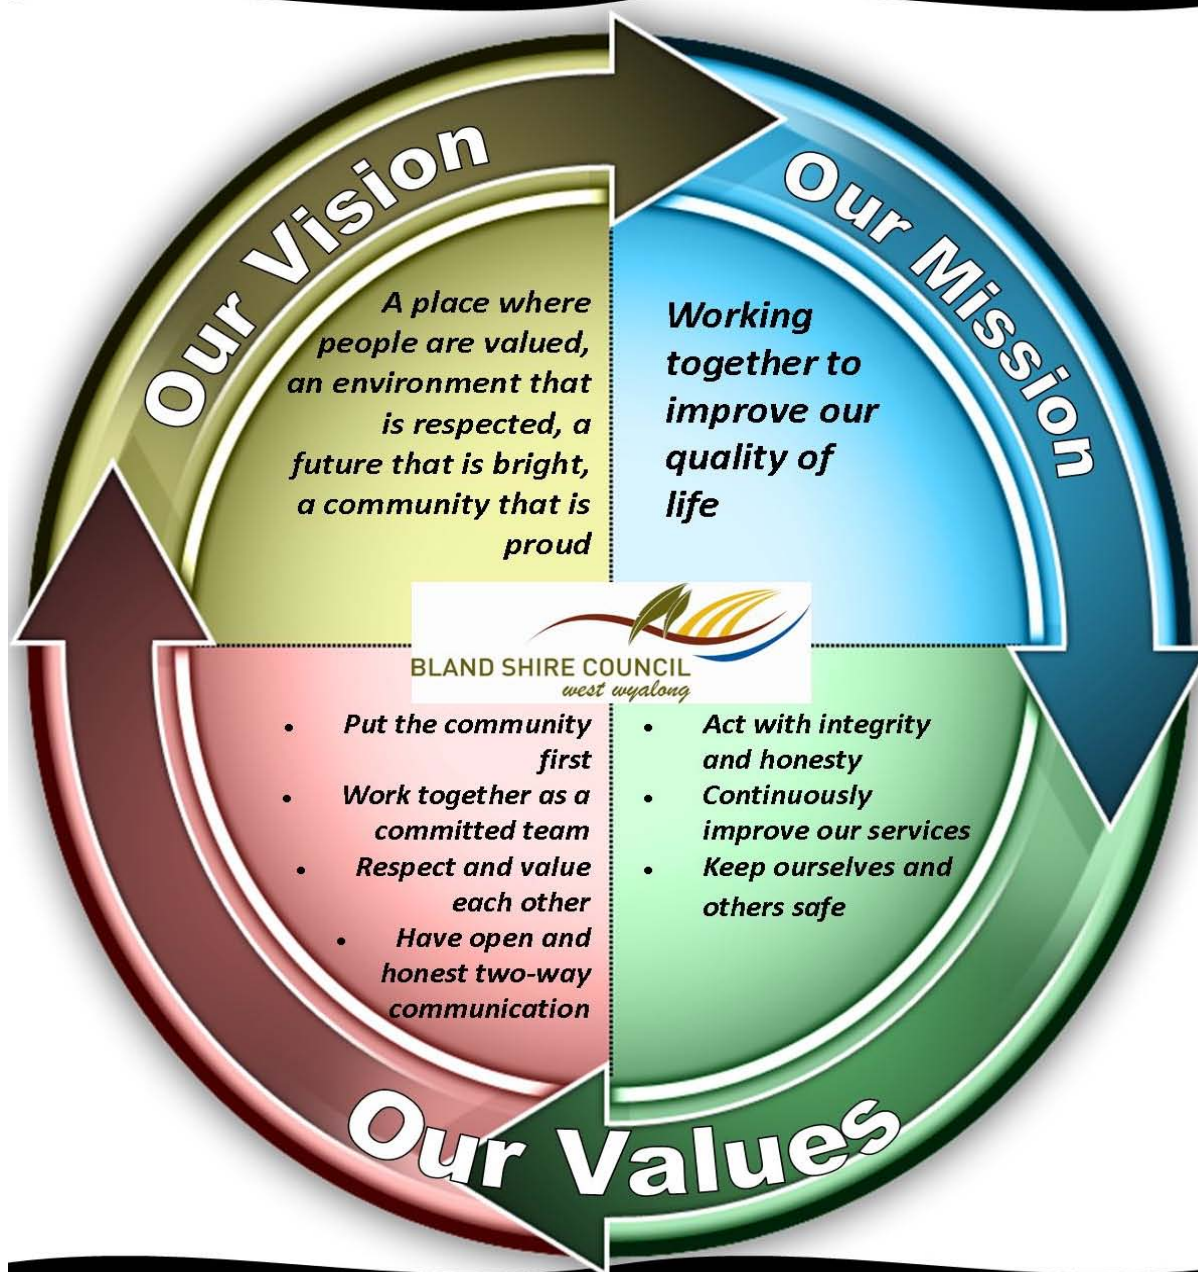 Our Vision
A place where
people are valued,
an environment that
is respected, a
future that is bright,
a community that is
proud
Our Mission
Working
together to
improve our
quality of
life
BLAND SHIRE COUNCIL
west wyalong
• Put the community
first
• Work together as a
committed team
• Respect and value
each other
• Have open and
honest two-way
communication
• Act with integrity
and honesty
• Continuously
improve our services
• Keep ourselves and
others safe
Our Values